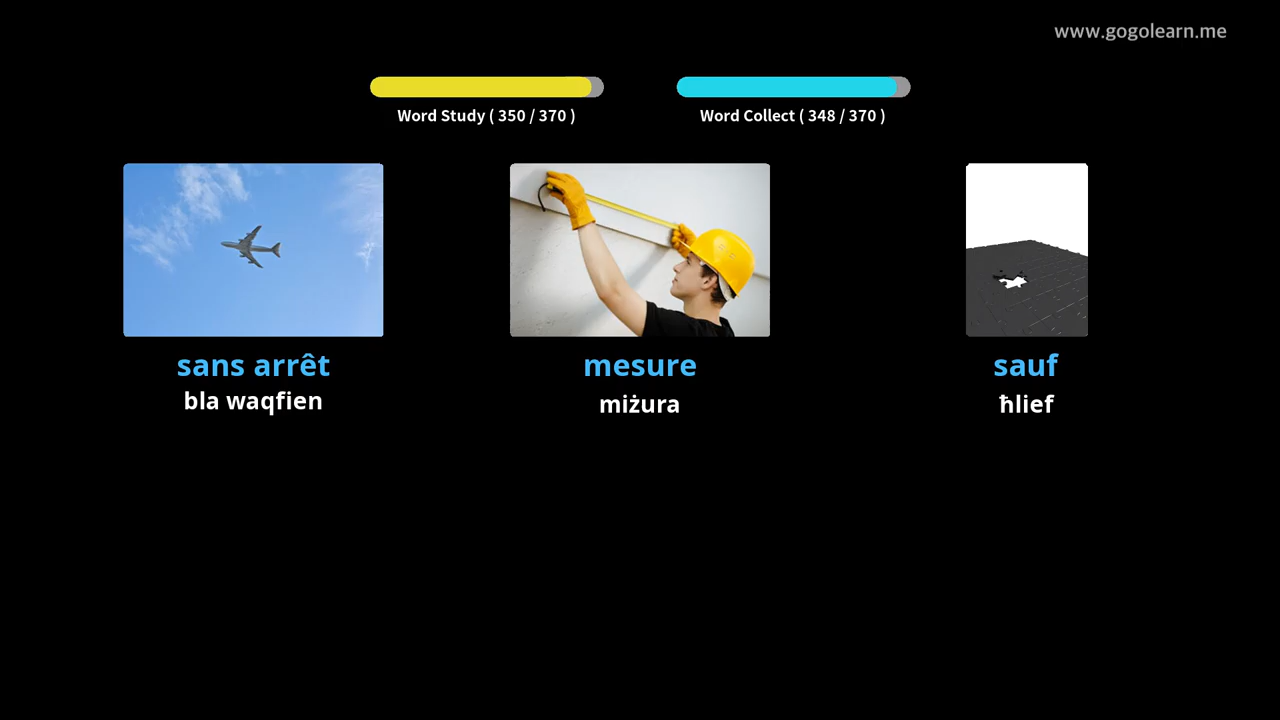 www.gogolearn.me
Word Study ( 350 / 370 )
Word Collect ( 348 / 370 )
sans arrêt
bla waqfien
mesure
miżura
sauf
ħlief